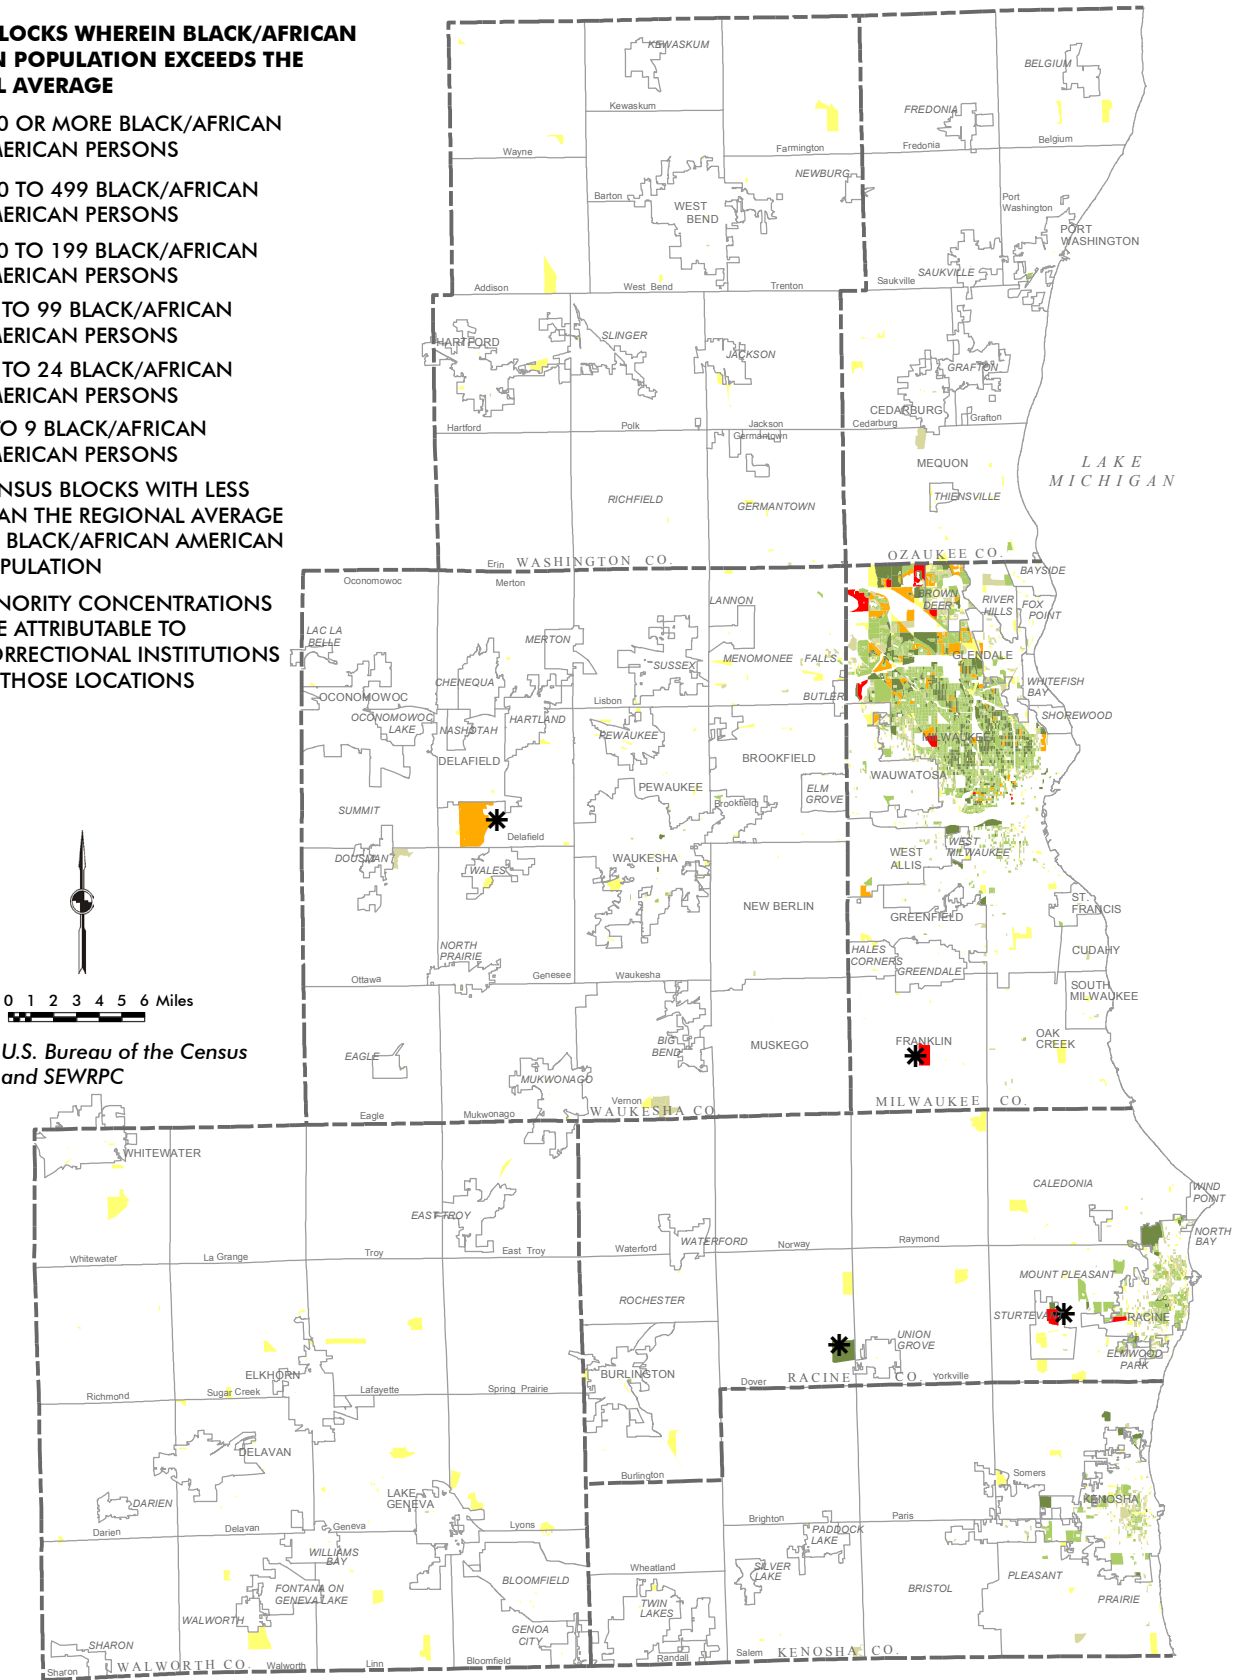 LOCKS WHEREIN BLACK/AFRICAN
N POPULATION EXCEEDS THE
L AVERAGE
0 OR MORE BLACK/AFRICAN
MERICAN PERSONS
0 TO 499 BLACK/AFRICAN
MERICAN PERSONS
0 TO 199 BLACK/AFRICAN
MERICAN PERSONS
TO 99 BLACK/AFRICAN
MERICAN PERSONS
TO 24 BLACK/AFRICAN
MERICAN PERSONS
TO 9 BLACK/AFRICAN
MERICAN PERSONS
ENSUS BLOCKS WITH LESS
AN THE REGIONAL AVERAGE
BLACK/AFRICAN AMERICAN
PULATION
NORITY CONCENTRATIONS
E ATTRIBUTABLE TO
ORRECTIONAL INSTITUTIONS
THOSE LOCATIONS
0 1 2 3 4 5 6 Miles
U.S. Bureau of the Census
and SEWRPC
KEWASKUM
BELGIUM
Kewaskum
FREDONIA
Wayne
Farmington
Fredonia
Belgium
NEWBURG
Barton
WEST
BEND
Port
Washington
PORT
WASHINGTON
SAUKVILLE
Addison
West Bend
Trenton
Saukville
HARTFORD
SLINGER
JACKSON
GRAFTON
CEDARBURG
Hartford
Polk
Jackson
Germantown
Cedarburg
Grafton
MEQUON
LAKE
MICHIGAN
RICHFIELD
GERMANTOWN
THIENSVILLE
Erin
WASHINGTON CO.
OZAUKEE CO.
Oconomowoc
Merton
BAYSIDE
LANNON
BROWN
DEER
RIVER
HILLS
FOX
POINT
LAC LA
BELLE
MERTON
SUSSEX
MENOMONEE FALLS
GLENDALE
CHENEQUA
OCONOMOWOC
Lisbon
BUTLER
WHITEFISH
BAY
OCONOMOWOC
LAKE
NASHOTAH
HARTLAND
PEWAUKEE
SHOREWOOD
MILWAUKEE
DELAFIELD
BROOKFIELD
WAUWATOSA
PEWAUKEE
ELM
GROVE
SUMMIT
Brookfield
Delafield
DOUSMAN
WALES
WAUKESHA
WEST
ALLIS
WEST
MILWAUKEE
NEW BERLIN
GREENFIELD
ST.
FRANCIS
NORTH
PRAIRIE
HALES
CORNERS
GREENDALE
CUDAHY
Ottawa
Genesee
Waukesha
SOUTH
MILWAUKEE
EAGLE
BIG
BEND
MUSKEGO
FRANKLIN
OAK
CREEK
MUKWONAGO
Eagle
Mukwonago
Vernon
WAUKESHA CO
MILWAUKEE CO.
WHITEWATER
CALEDONIA
WIND
POINT
EAST TROY
WATERFORD
NORTH
BAY
Whitewater
La Grange
Troy
East Troy
Waterford
Norway
Raymond
MOUNT PLEASANT
ROCHESTER
STURTEVA
RACINE
UNION
GROVE
ELMWOOD
PARK
ELKHORN
BURLINGTON
Dover
RACINE CO.
Yorkville
Richmond
Sugar Creek
Lafayette
Spring Prairie
DELAVAN
Burlington
Somers
LAKE
GENEVA
KENOSHA
DARIEN
Darien
Delavan
Geneva
Lyons
Brighton
Paris
PADDOCK
LAKE
WILLIAMS
BAY
Wheatland
SILVER
LAKE
BLOOMFIELD
FONTANA ON
GENEVA LAKE
TWIN
LAKES
BRISTOL
PLEASANT
PRAIRIE
WALWORTH
GENOA
CITY
SHARON
Sharon
WALWORTH CO.
Walworth
Linn
Bloomfield
Randall
Salem
KENOSHA CO.